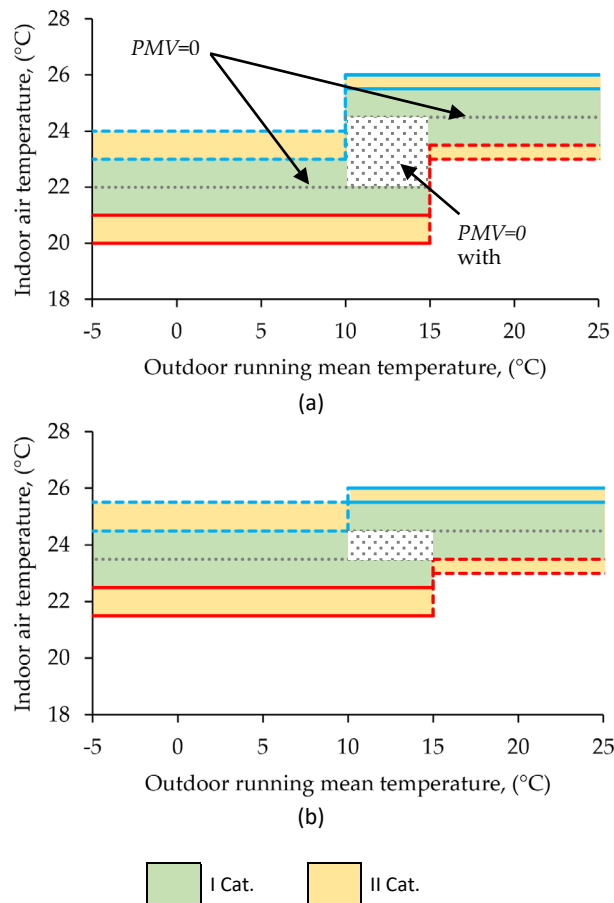 28
26
24
22
20
18
Indoor air temperature, (°C)
PMV=0
PMV=0
with
-5 0 5 10 15 20 25
Outdoor running mean temperature, (°C)
(a)
28
26
24
22
20
18
Indoor air temperature, (°C)
-5 0 5 10 15 20 25
Outdoor running mean temperature, (°C)
(b)
I Cat. II Cat.